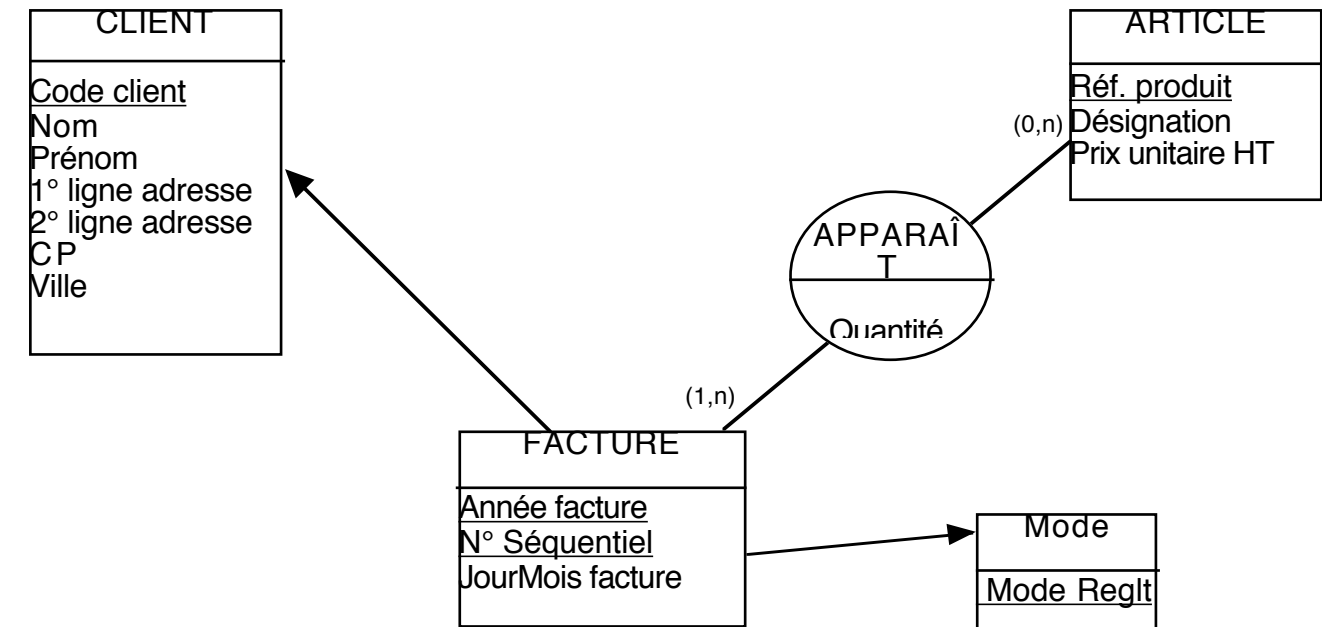 CLIENT
Code client
Nom
Prénom
1° ligne adresse
2° ligne adresse
CP
Ville
ARTICLE
Réf. produit
Désignation
Prix unitaire HT
(0,n)
APPARAÎ
T
Quantité
(1,n)
FACTURE
Année facture
N° Séquentiel
JourMois facture
Mode
Mode Reglt